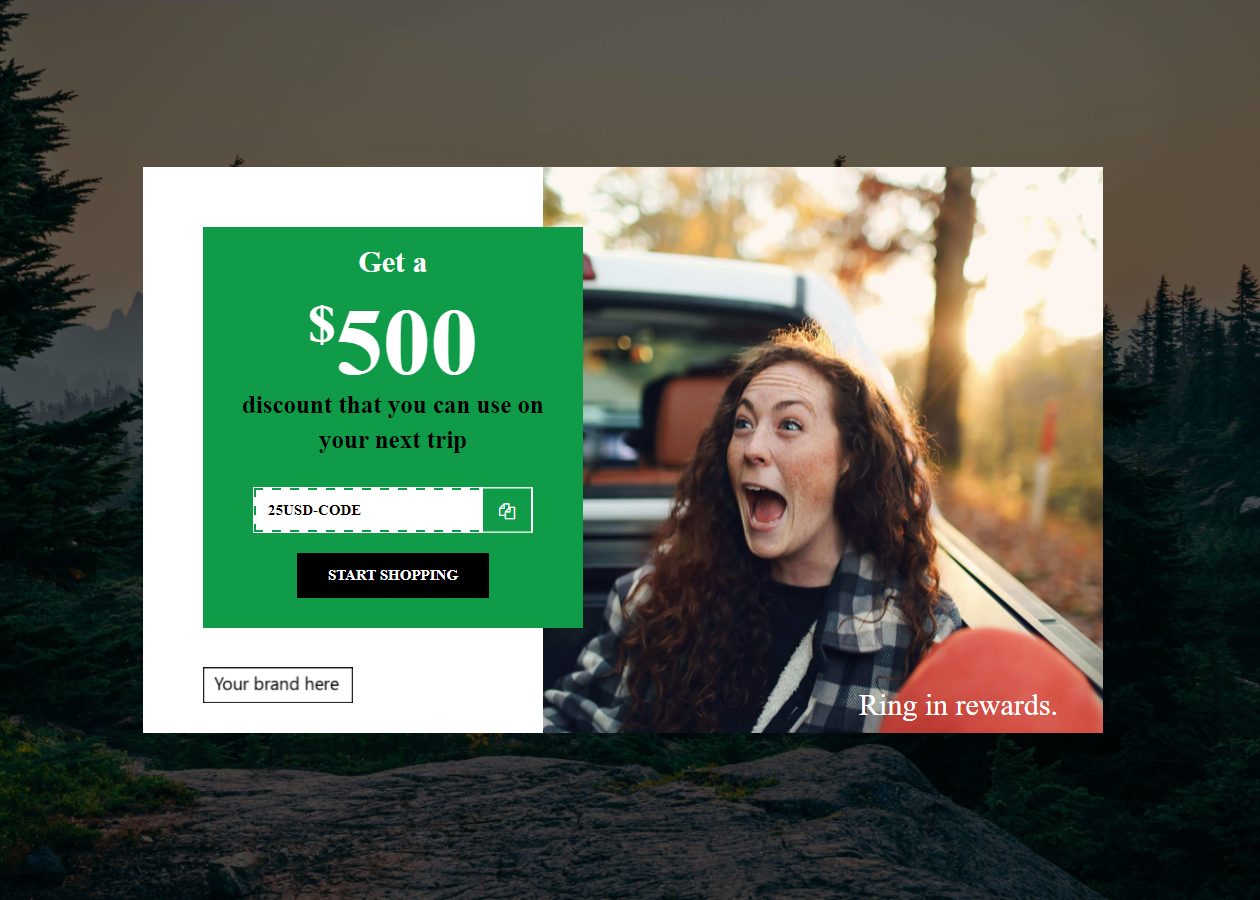 Get a
$500
discount that you can use on
your next trip
25USD-CODE
START SHOPPING
Your brand here
Ring in rewards.